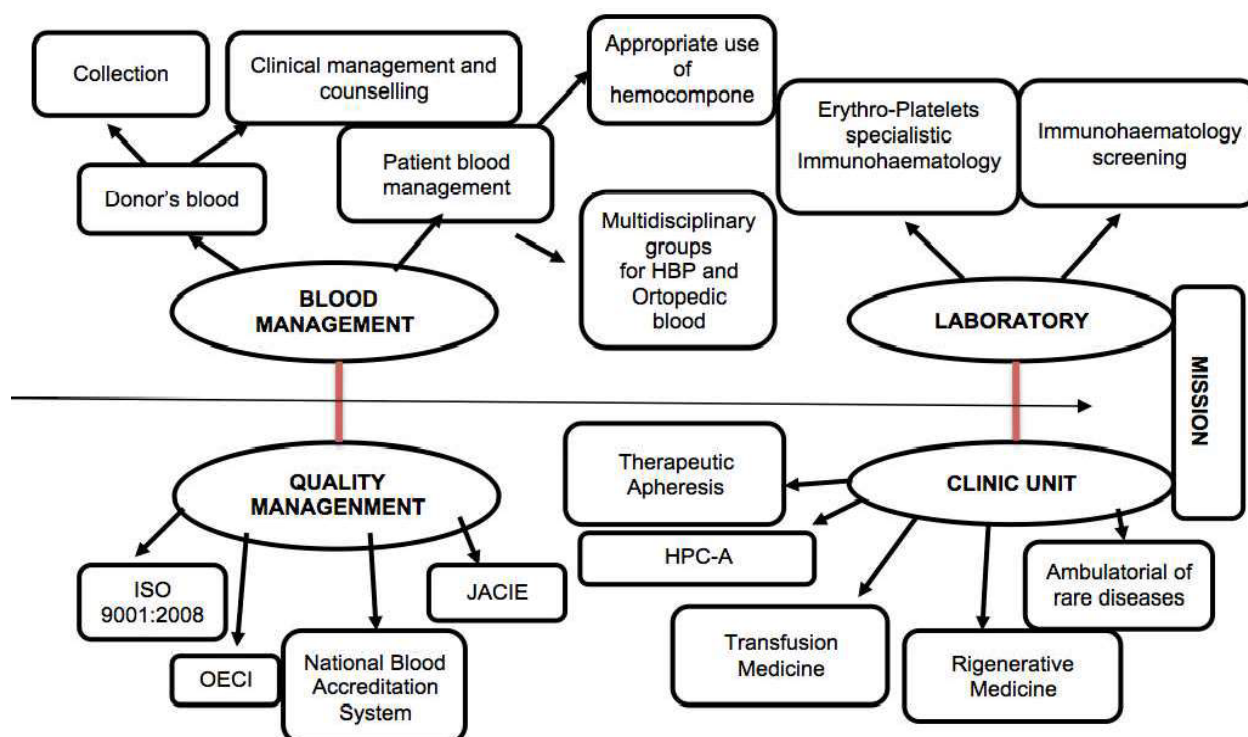 Collection
Clinical management and
counselling
Appropriate use
of
hemocompone
Erythro-Platelets
specialistic
Immunohaematology
Immunohaematology
screening
Donor's blood
Patient blood
management
Multidisciplinary
groups
for HBP and
Ortopedic
blood
BLOOD
MANAGEMENT
LABORATORY
MISSION
QUALITY
MANAGENMENT
Therapeutic
Apheresis
CLINIC UNIT
HPC-A
ISO
9001:2008
JACIE
Ambulatorial of
rare diseases
OECI
National Blood
Accreditation
System
Transfusion
Medicine
Rigenerative
Medicine